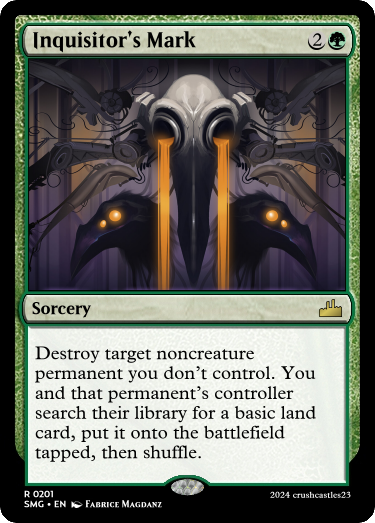 Inquisitor's Mark 2
Sorcery
Destroy target noncreature
permanent you don't control. You
and that permanent's controller
search their library for a basic land
card, put it onto the battlefield
tapped, then shuffle.
R 0201
SMG • EN Fabrice Magdanz
2024 crushcastles23